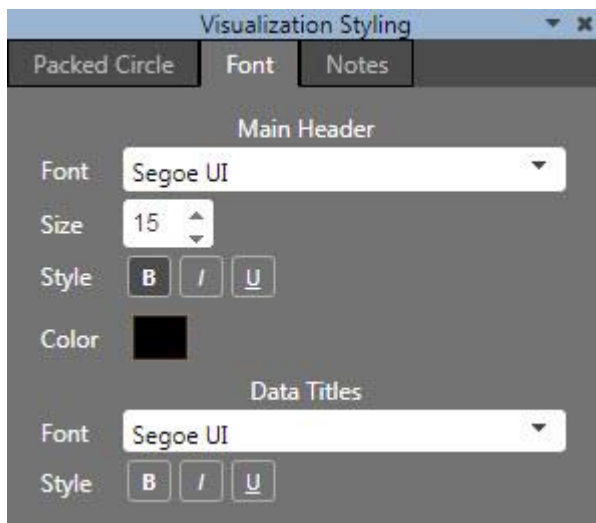 Visualization Styling
Packed Circle Font Notes
Main Header
Font Segoe UI
Size 15
Style B I U
Color
Data Titles
Font Segoe UI
Style B I U